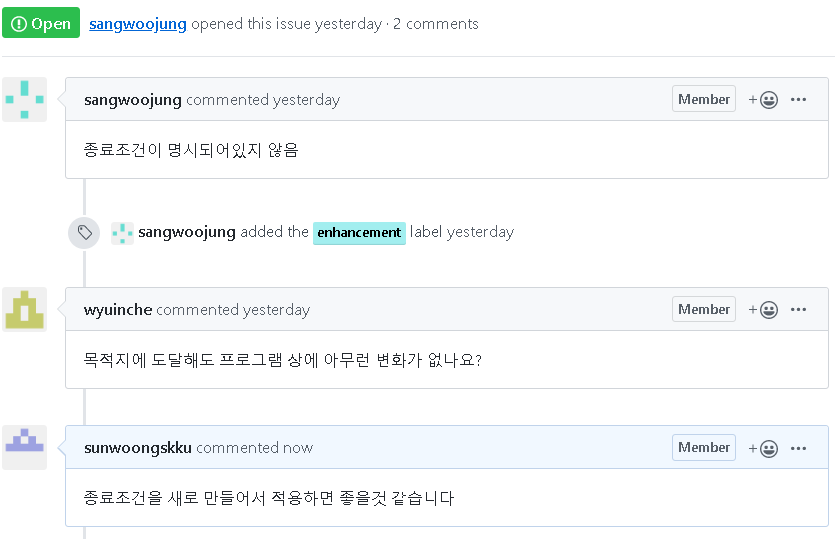 Open sangwoojung opened this issue yesterday · 2 comments
sangwoojung commented yesterday Member
종료조건이 명시되어있지 않음
sangwoojung added the enhancement label yesterday
wyuinche commented yesterday Member
목적지에 도달해도 프로그램 상에 아무런 변화가 없나요?
sunwoongskku commented now Member
종료조건을 새로 만들어서 적용하면 좋을것 같습니다